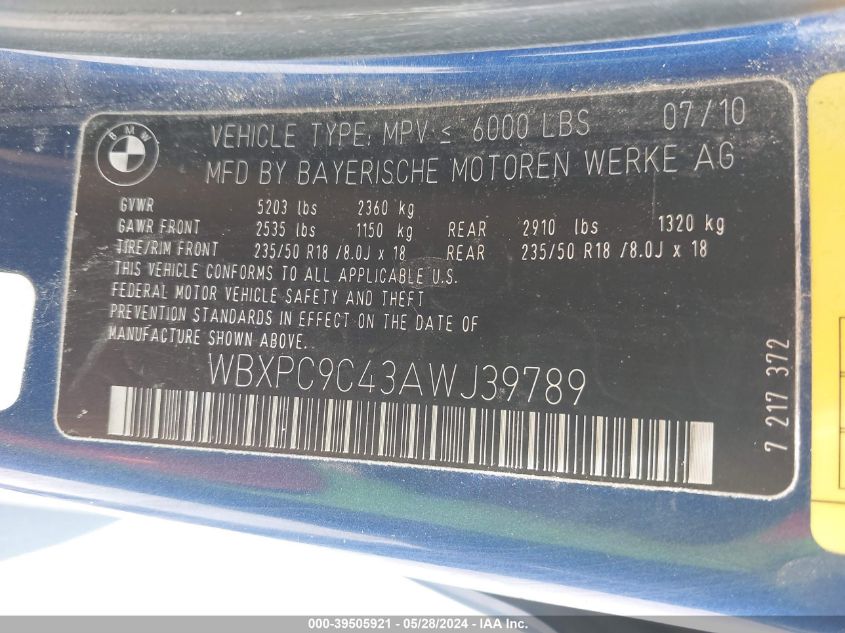 BMW
VEHICLE TYPE: MPV ≤ 6000 LBS 07/10
MFD BY BAYERISCHE MOTOREN WERKE AG
GVWR 5203 lbs 2360 kg
GAWR FRONT 2535 lbs 1150 kg REAR 2910 lbs 1320 kg
TIRE/RIM FRONT 235/50 R18 /8.0J x 18 REAR 235/50 R18 /8.0J x 18
THIS VEHICLE CONFORMS TO ALL APPLICABLE U.S.
FEDERAL MOTOR VEHICLE SAFETY AND THEFT
PREVENTION STANDARDS IN EFFECT ON THE DATE OF
MANUFACTURE SHOWN ABOVE.
WBXPC9C43AWJ39789
7 217 372
000-39505921 / 05/28/2024 - IAAI.COM